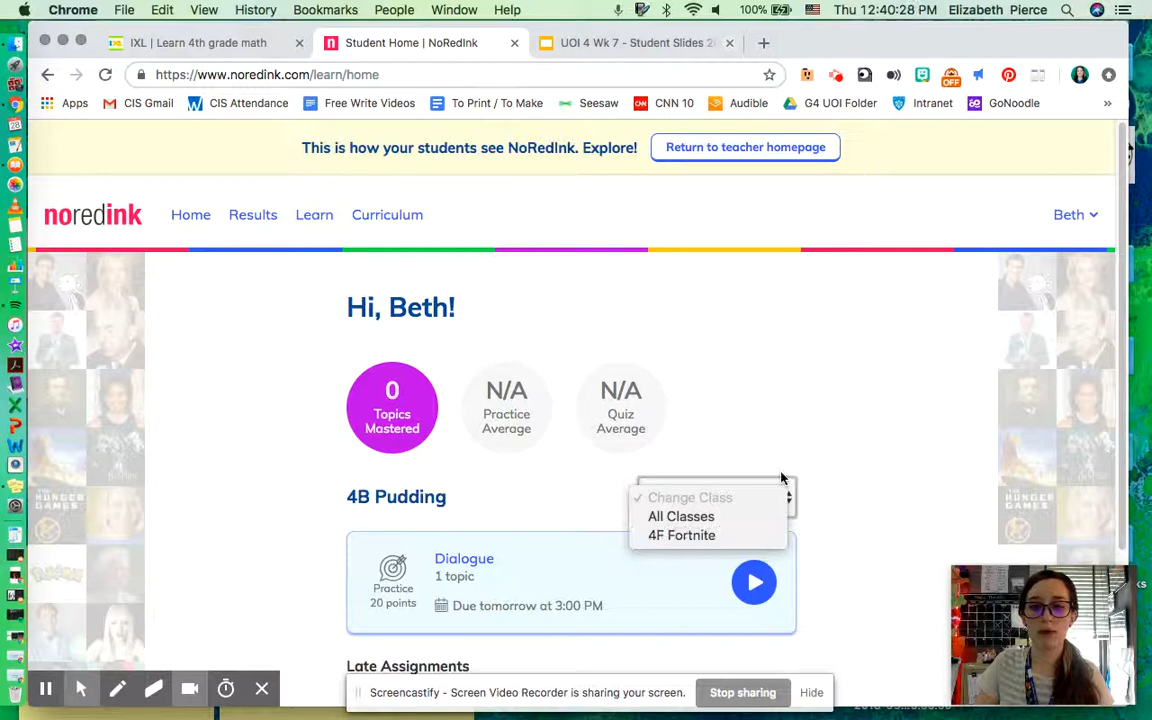 Chrome File Edit View History Bookmarks People Window Help 100% Thu 12:40:28 PM Elizabeth Pierce
IXL | Learn 4th grade math
Student Home | NoRedInk
UOI 4 Wk 7 - Student Slides 2
https://www.noredink.com/learn/home
Apps CIS Gmail CIS Attendance Free Write Videos To Print / To Make Seesaw CNN 10 Audible G4 UOI Folder Intranet GoNoodle »
OFF
This is how your students see NoRedInk. Explore! Return to teacher homepage
noredink Home Results Learn Curriculum Beth
Hi, Beth!
0 Topics Mastered
N/A Practice Average
N/A Quiz Average
4B Pudding
✓ Change Class
All Classes
4F Fortnite
Dialogue
1 topic
Practice
20 points
Due tomorrow at 3:00 PM
Late Assignments
Screencastify - Screen Video Recorder is sharing your screen. Stop sharing Hide